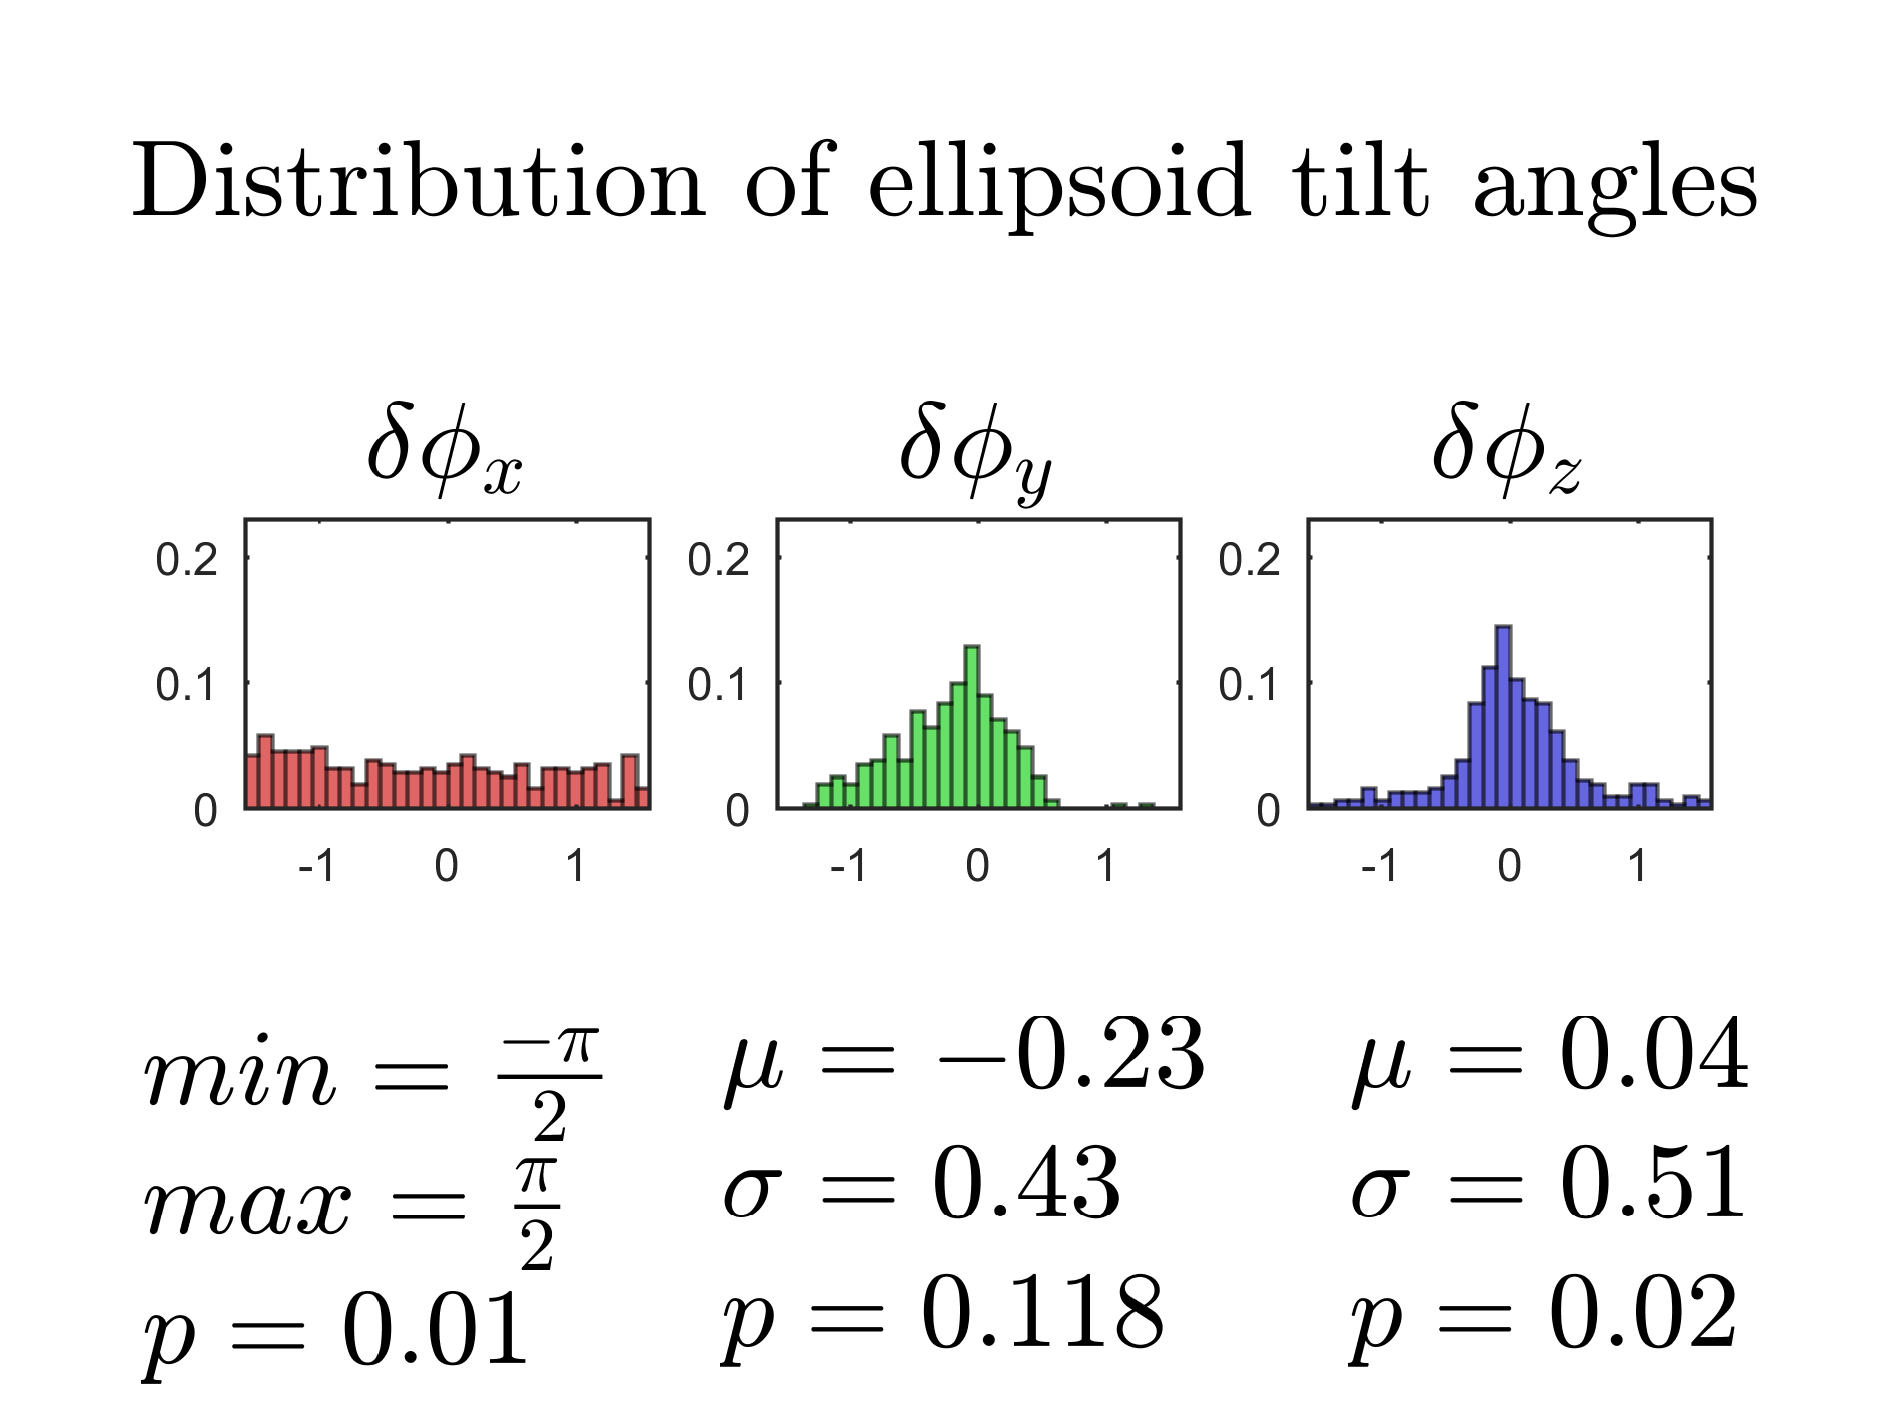 Distribution of ellipsoid tilt angles
δϕx δϕy δϕz
0.2 0.2 0.2
0.1 0.1 0.1
0 0 0
-1 0 1 -1 0 1 -1 0 1
min = −π/2 μ = −0.23 μ = 0.04
max = π/2 σ = 0.43 σ = 0.51
p = 0.01 p = 0.118 p = 0.02